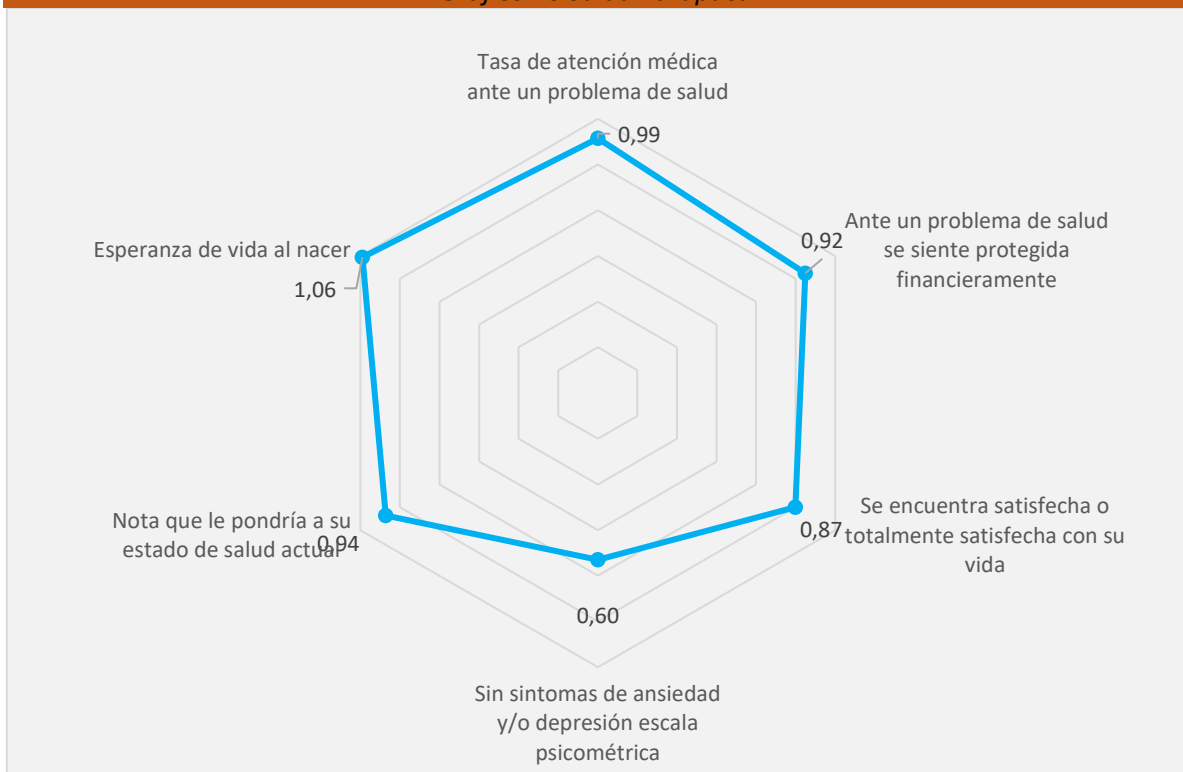 Tasa de atención médica
ante un problema de salud
0,99
Ante un problema de salud
se siente protegida
financieramente
0,92
Esperanza de vida al nacer
1,06
Se encuentra satisfecha o
totalmente satisfecha con su
vida
0,87
Nota que le pondría a su
estado de salud actual
0,94
0,60
Sin sintomas de ansiedad
y/o depresión escala
psicométrica